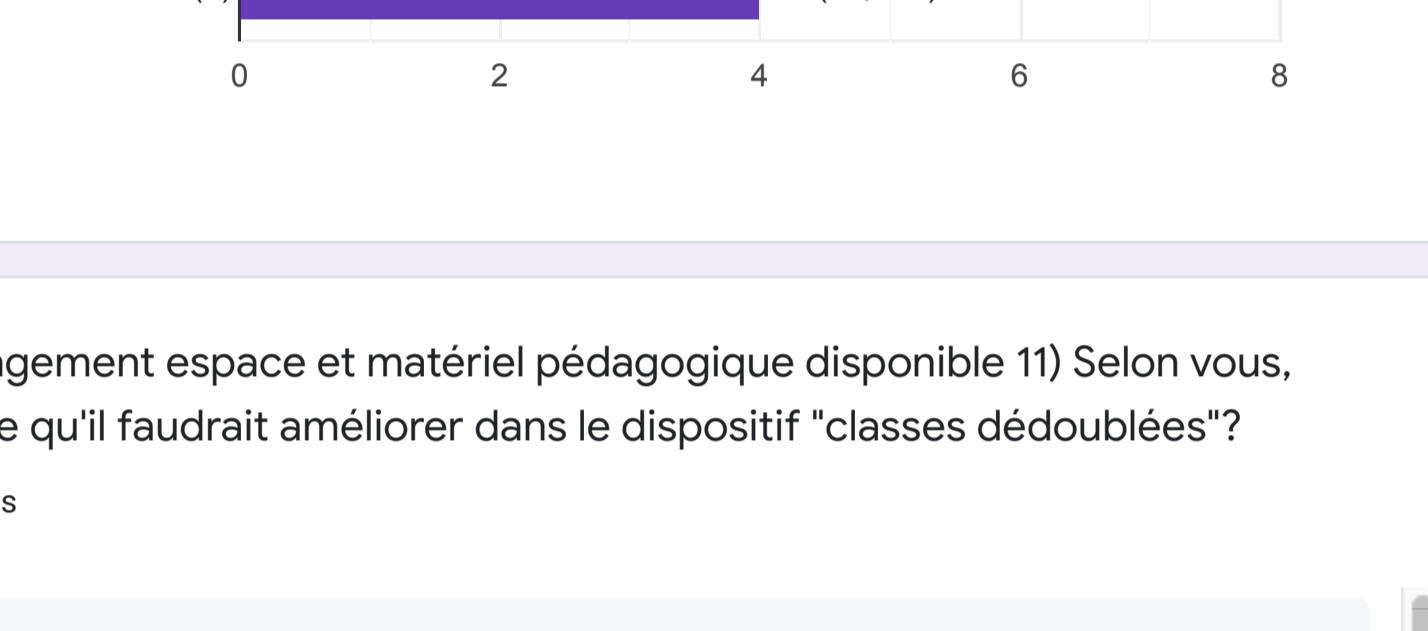 0 2 4 6 8
espace et matériel pédagogique disponible 11) Selon vous,
qu'il faudrait améliorer dans le dispositif "classes dédoublées"?